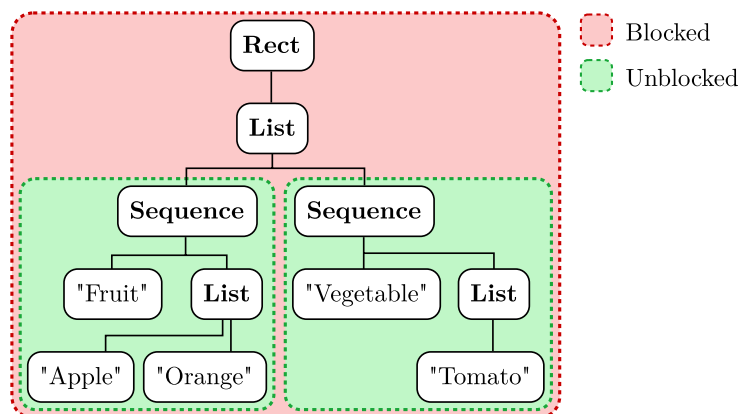 Rect
Blocked
Unblocked
List
Sequence
Sequence
"Fruit"
List
"Vegetable"
List
"Apple"
"Orange"
"Tomato"